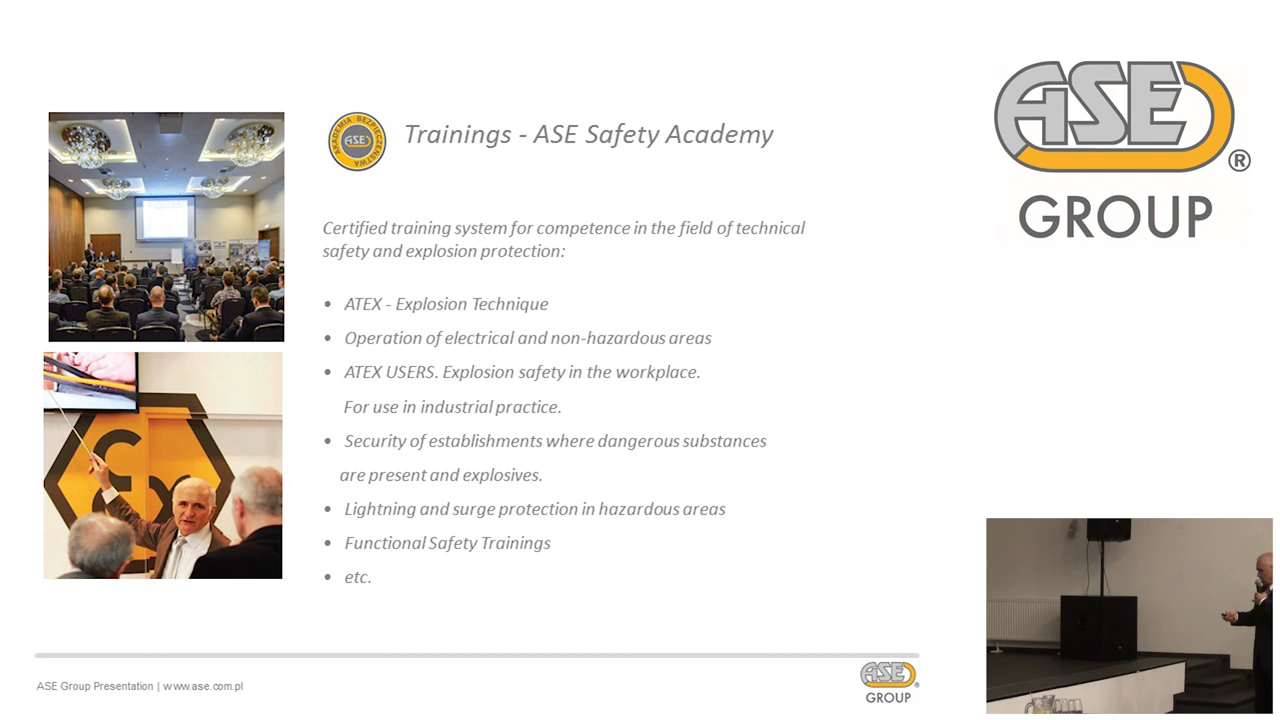 AKADEMIA BEZPIECZEŃSTWA
ASE
Trainings - ASE Safety Academy
Certified training system for competence in the field of technical
safety and explosion protection:
• ATEX - Explosion Technique
• Operation of electrical and non-hazardous areas
• ATEX USERS. Explosion safety in the workplace.
For use in industrial practice.
• Security of establishments where dangerous substances
are present and explosives.
• Lightning and surge protection in hazardous areas
• Functional Safety Trainings
• etc.
ASE Group Presentation | www.ase.com.pl
ASE
®
GROUP
ASE
®
GROUP